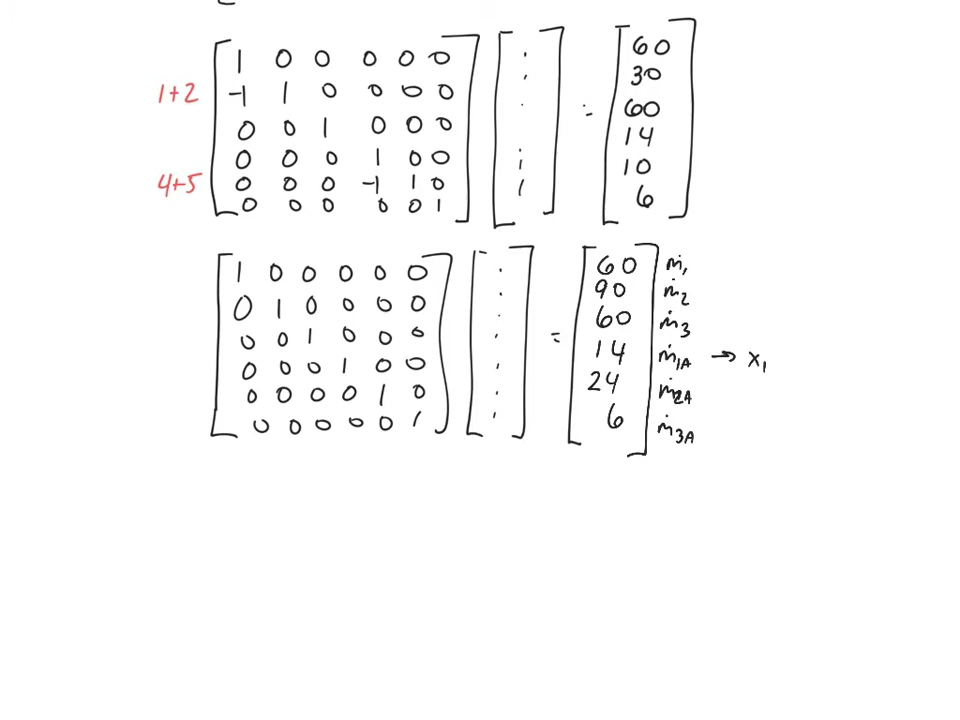 1 0 0 0 0 0 60
1+2 -1 1 0 0 0 0 30
0 0 1 0 0 0 = 60
0 0 0 1 0 0 14
4+5 0 0 0 -1 1 0 10
0 0 0 0 0 1 6
1 0 0 0 0 0 60 ṁ₁
0 1 0 0 0 0 90 ṁ₂
0 0 1 0 0 0 = 60 ṁ₃
0 0 0 1 0 0 14 ṁ₁A → x₁
0 0 0 0 1 0 24 ṁ₂A
0 0 0 0 0 1 6 ṁ₃A